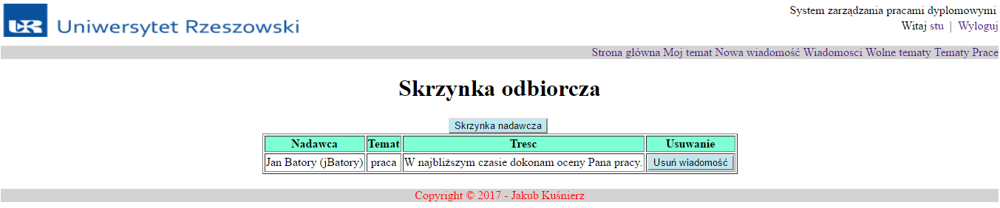 UR Uniwersytet Rzeszowski
System zarządzania pracami dyplomowymi
Witaj stu | Wyloguj
Strona główna Moj temat Nowa wiadomość Wiadomosci Wolne tematy Tematy Prace
Skrzynka odbiorcza
Skrzynka nadawcza
Nadawca Temat Tresc Usuwanie
Jan Batory (jBatory) praca W najbliższym czasie dokonam oceny Pana pracy. Usuń wiadomość
Copyright © 2017 - Jakub Kuśnierz